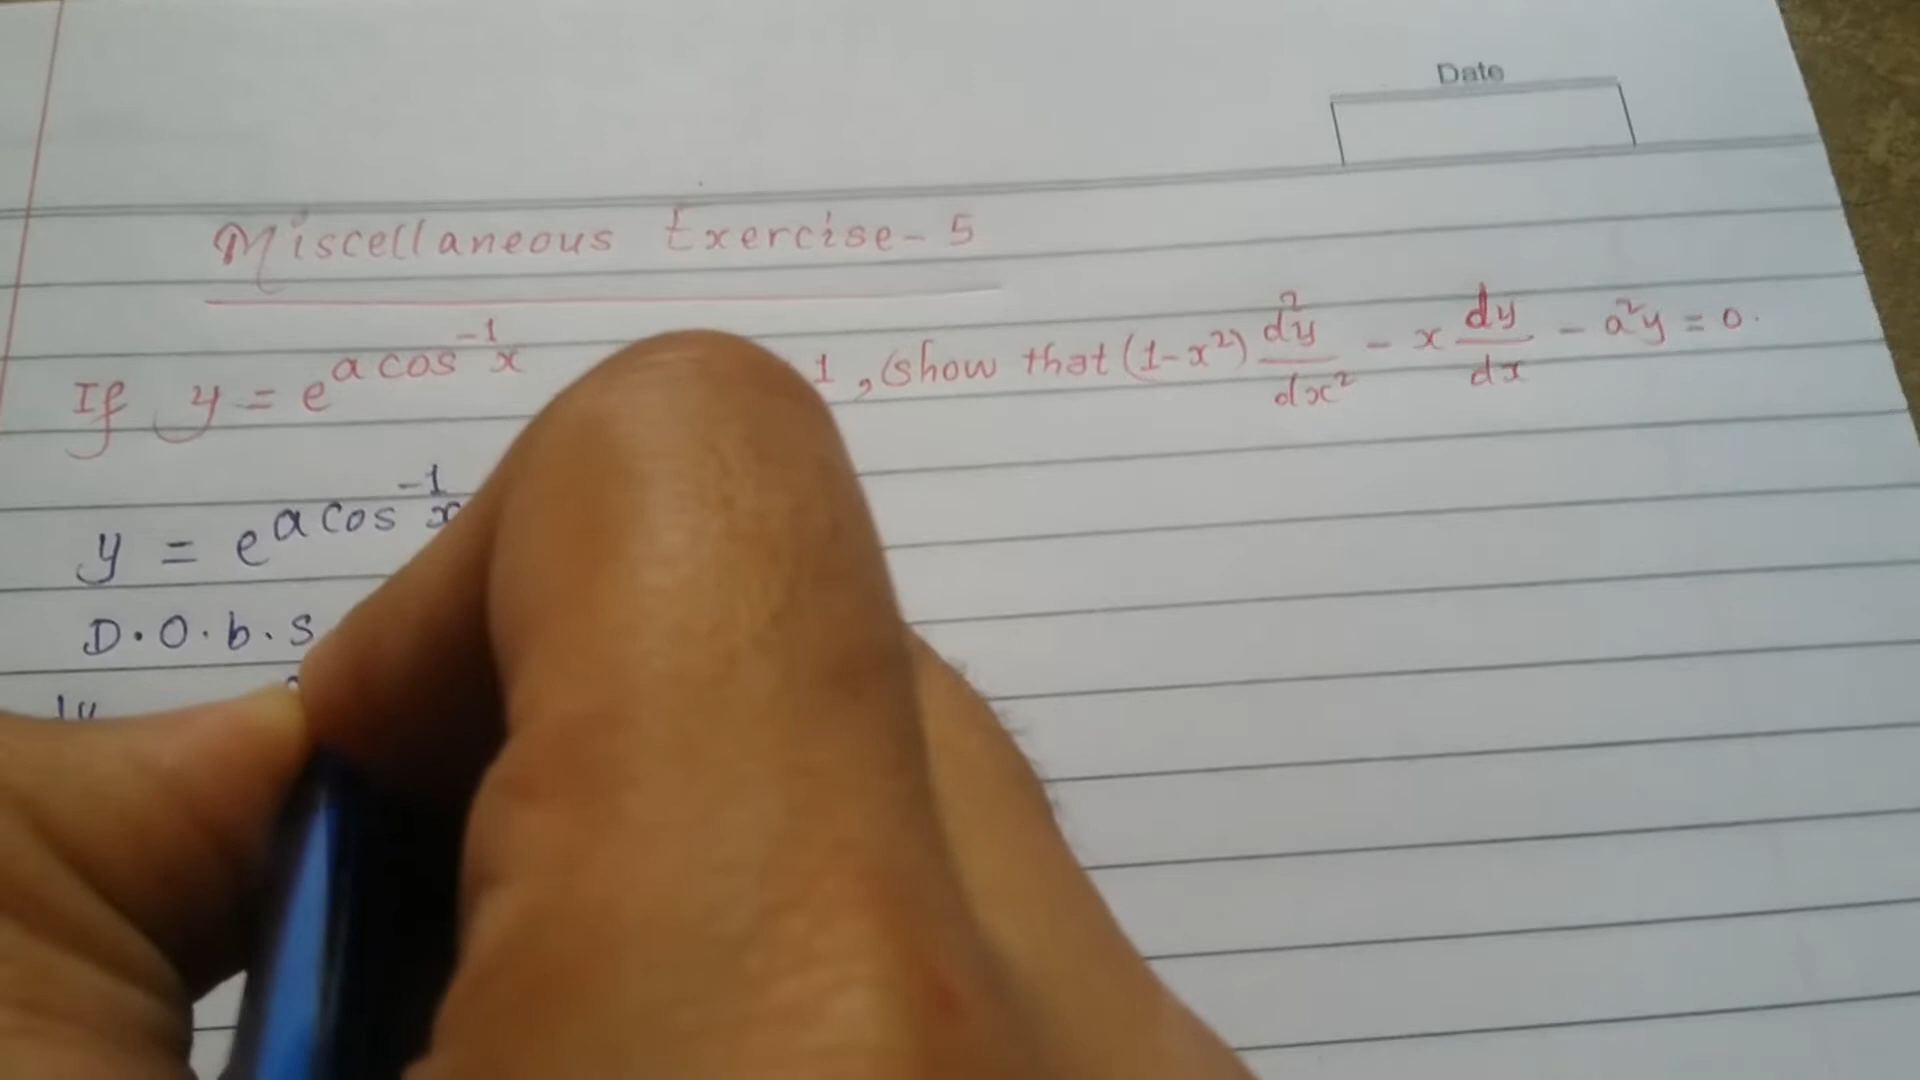 Date
Miscellaneous Exercise - 5
If y = e^{a cos^{-1} x} 1, show that (1-x²) d²y/dx² - x dy/dx - a²y = 0.
y = e^{a cos^{-1} x}
D.O.b.s